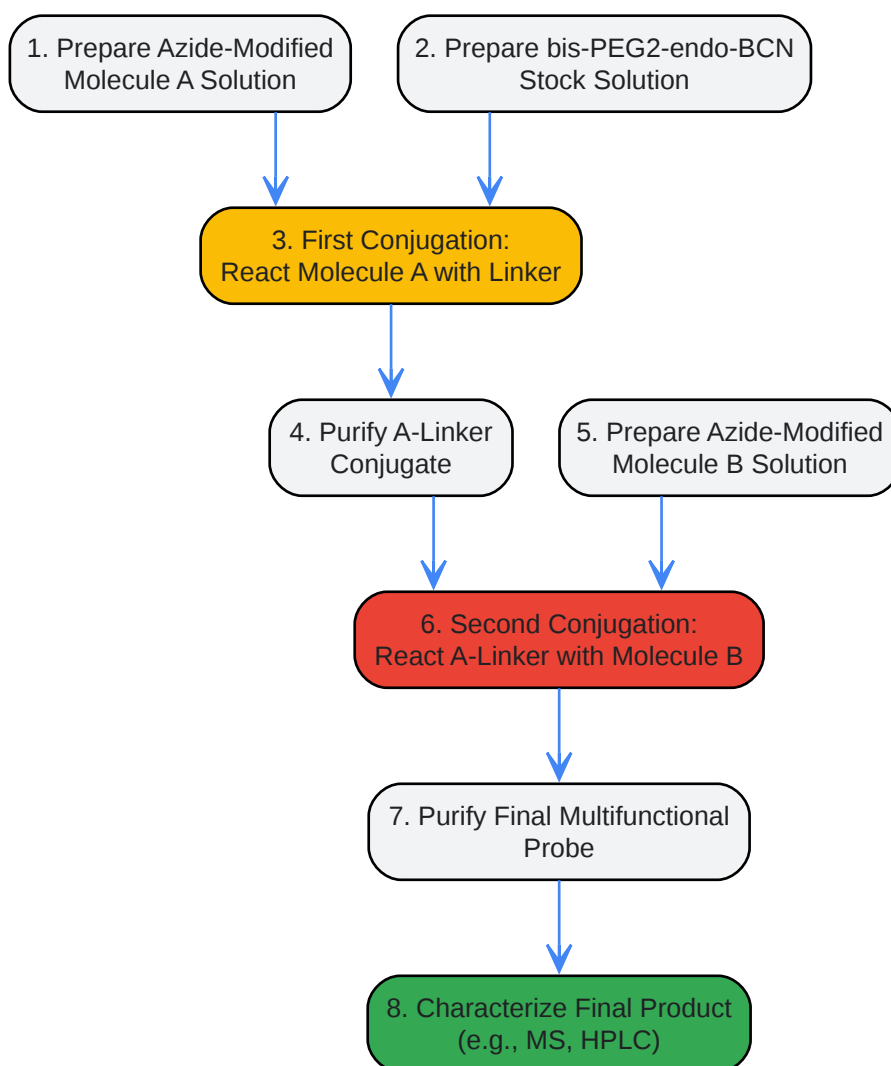 1. Prepare Azide-Modified
Molecule A Solution
2. Prepare bis-PEG2-endo-BCN
Stock Solution
3. First Conjugation:
React Molecule A with Linker
4. Purify A-Linker
Conjugate
5. Prepare Azide-Modified
Molecule B Solution
6. Second Conjugation:
React A-Linker with Molecule B
7. Purify Final Multifunctional
Probe
8. Characterize Final Product
(e.g., MS, HPLC)